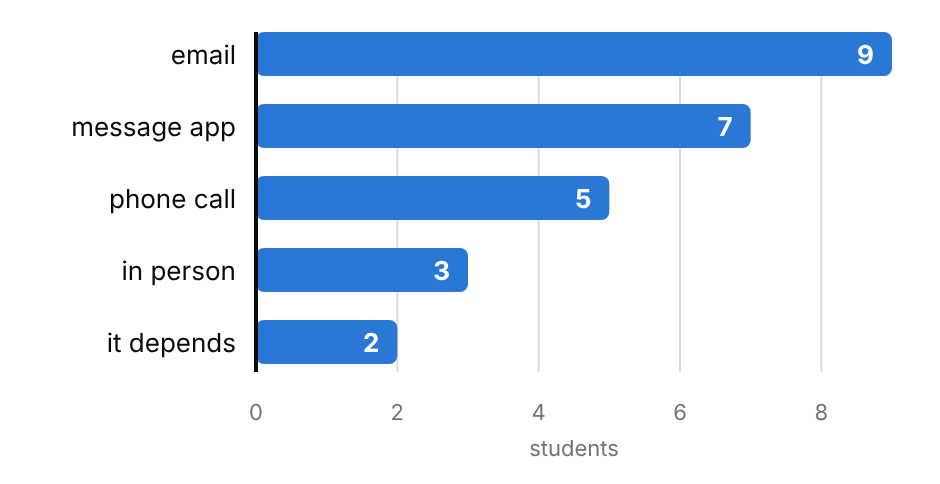 email 9
message app 7
phone call 5
in person 3
it depends 2
0 2 4 6 8
students